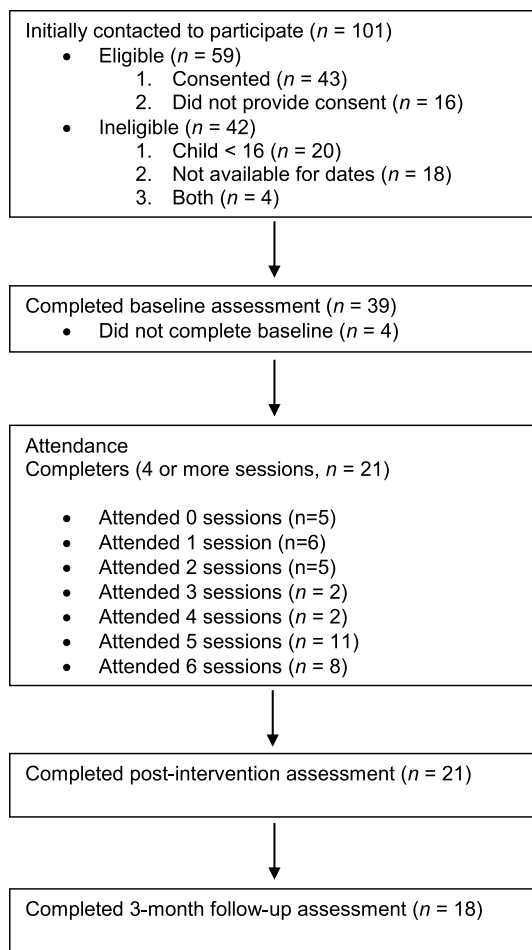 Initially contacted to participate (n = 101)
• Eligible (n = 59)
1. Consented (n = 43)
2. Did not provide consent (n = 16)
• Ineligible (n = 42)
1. Child < 16 (n = 20)
2. Not available for dates (n = 18)
3. Both (n = 4)
Completed baseline assessment (n = 39)
• Did not complete baseline (n = 4)
Attendance
Completers (4 or more sessions, n = 21)
• Attended 0 sessions (n=5)
• Attended 1 session (n=6)
• Attended 2 sessions (n=5)
• Attended 3 sessions (n = 2)
• Attended 4 sessions (n = 2)
• Attended 5 sessions (n = 11)
• Attended 6 sessions (n = 8)
Completed post-intervention assessment (n = 21)
Completed 3-month follow-up assessment (n = 18)